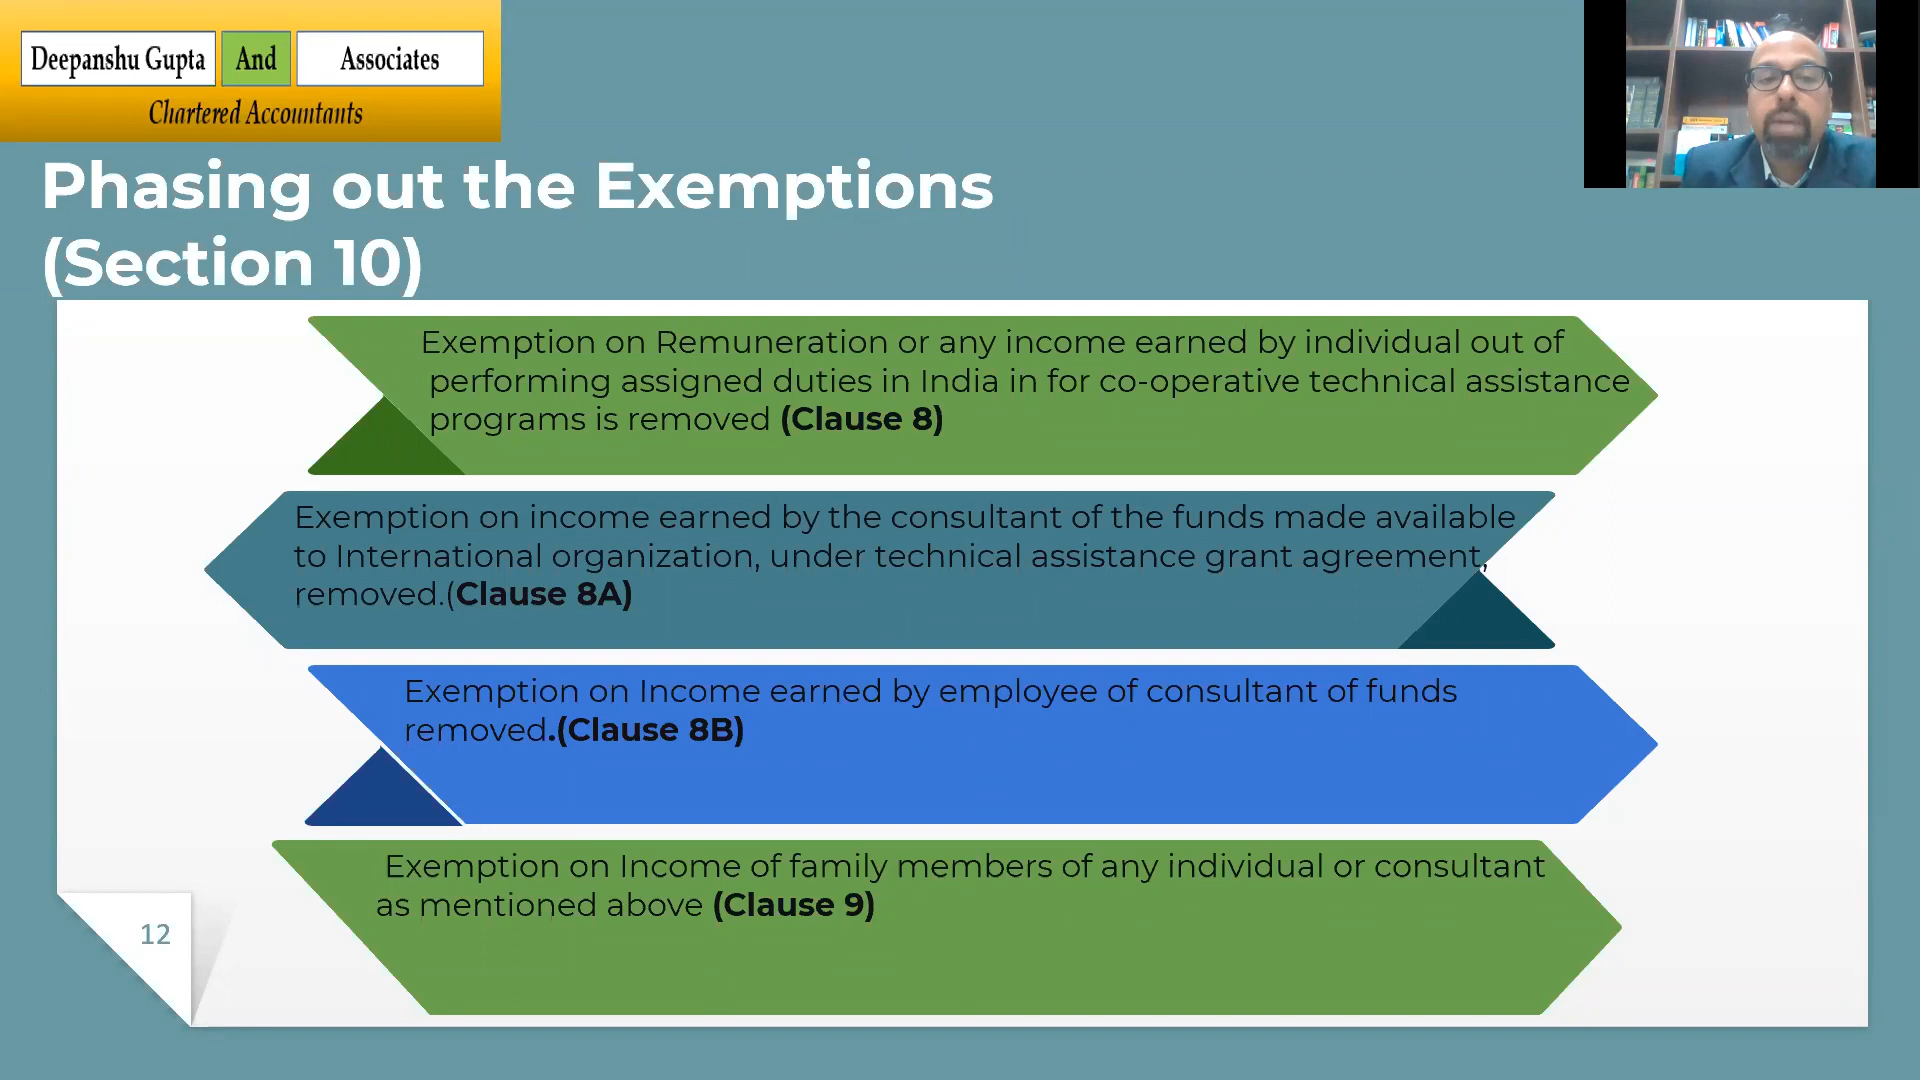 Deepanshu Gupta And Associates
Chartered Accountants
Phasing out the Exemptions
(Section 10)
Exemption on Remuneration or any income earned by individual out of
performing assigned duties in India in for co-operative technical assistance
programs is removed (Clause 8)
Exemption on income earned by the consultant of the funds made available
to International organization, under technical assistance grant agreement,
removed.(Clause 8A)
Exemption on Income earned by employee of consultant of funds
removed.(Clause 8B)
Exemption on Income of family members of any individual or consultant
as mentioned above (Clause 9)
12